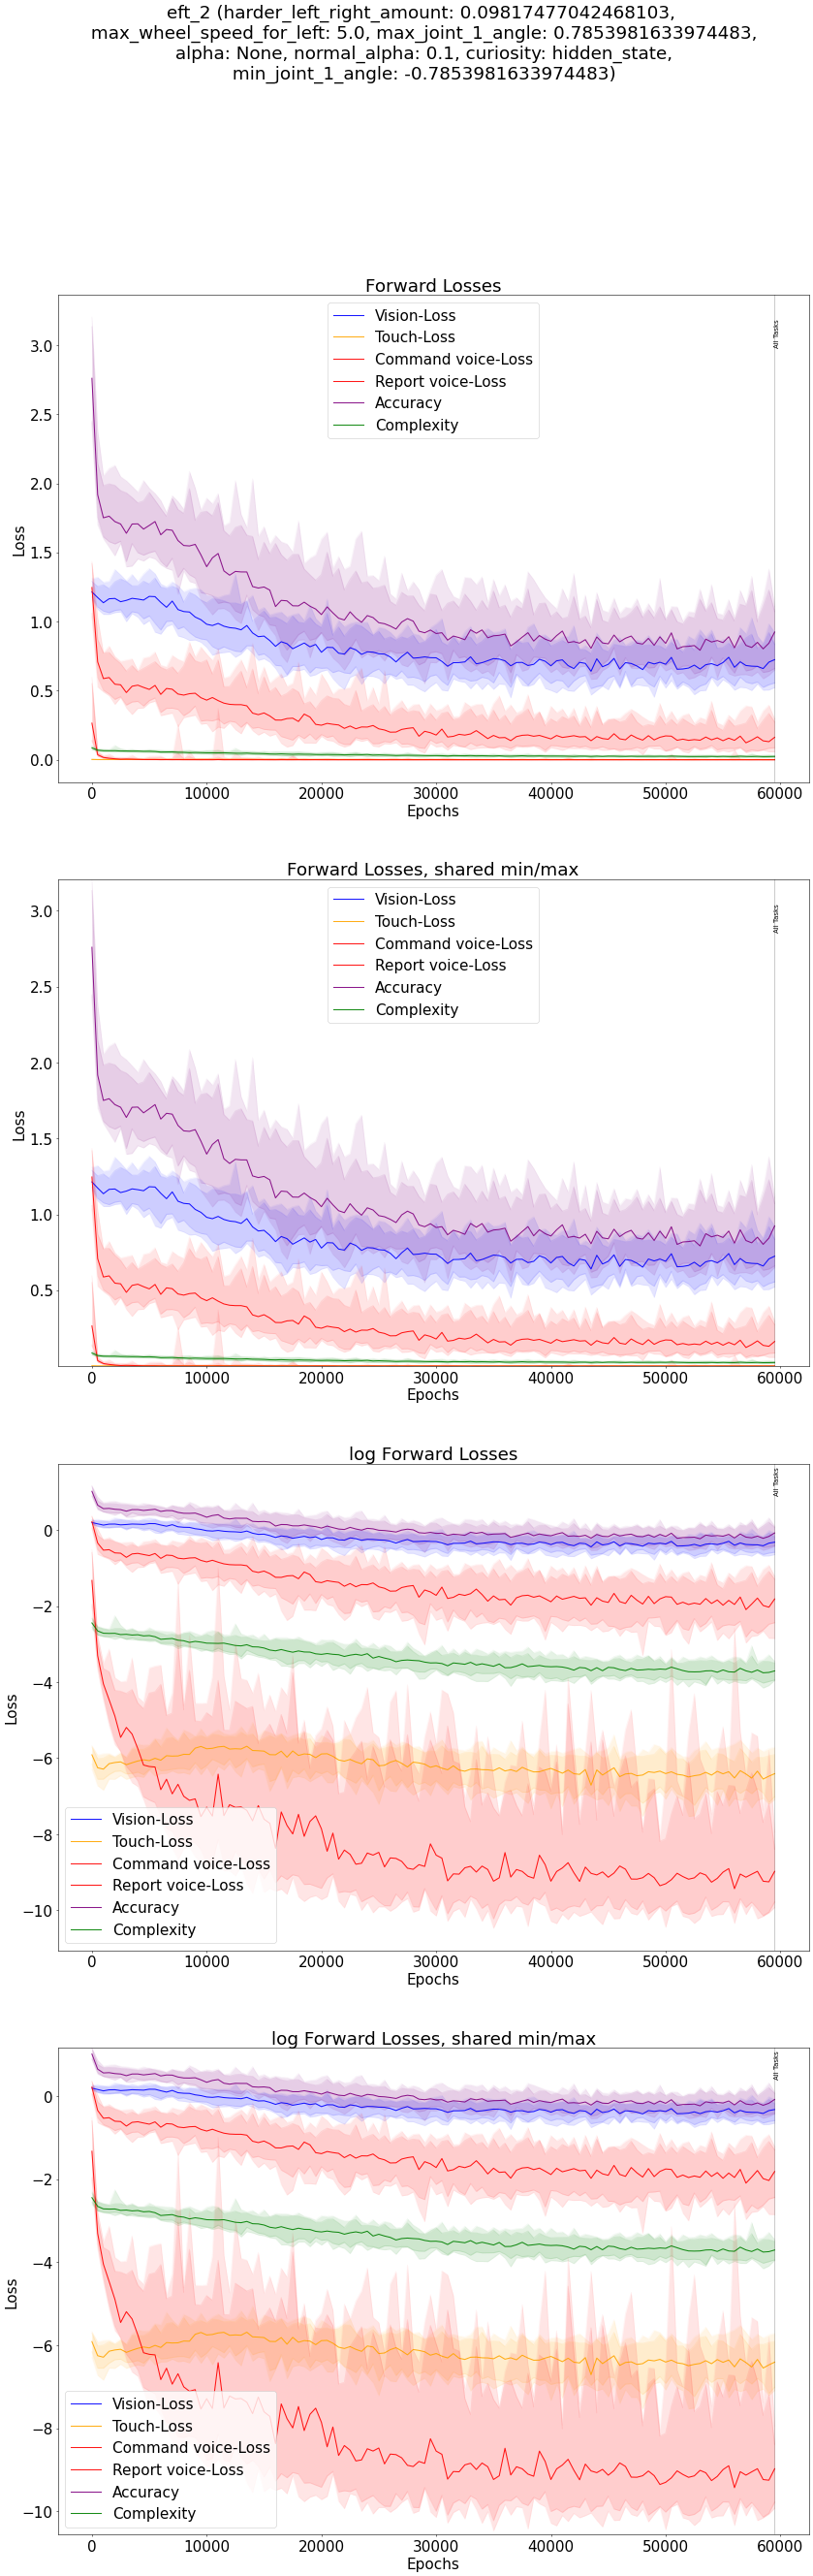 eft_2 (harder_left_right_amount: 0.09817477042468103,
max_wheel_speed_for_left: 5.0, max_joint_1_angle: 0.7853981633974483,
alpha: None, normal_alpha: 0.1, curiosity: hidden_state,
min_joint_1_angle: -0.7853981633974483)
Forward Losses
Vision-Loss
Touch-Loss
Command voice-Loss
Report voice-Loss
Accuracy
Complexity
All Tasks
3.0
2.5
2.0
1.5
1.0
0.5
0.0
Loss
0 10000 20000 30000 40000 50000 60000
Epochs
Forward Losses, shared min/max
Vision-Loss
Touch-Loss
Command voice-Loss
Report voice-Loss
Accuracy
Complexity
All Tasks
3.0
2.5
2.0
1.5
1.0
0.5
Loss
0 10000 20000 30000 40000 50000 60000
Epochs
log Forward Losses
All Tasks
0
−2
−4
−6
−8
−10
Loss
Vision-Loss
Touch-Loss
Command voice-Loss
Report voice-Loss
Accuracy
Complexity
0 10000 20000 30000 40000 50000 60000
Epochs
log Forward Losses, shared min/max
All Tasks
0
−2
−4
−6
−8
−10
Loss
Vision-Loss
Touch-Loss
Command voice-Loss
Report voice-Loss
Accuracy
Complexity
0 10000 20000 30000 40000 50000 60000
Epochs